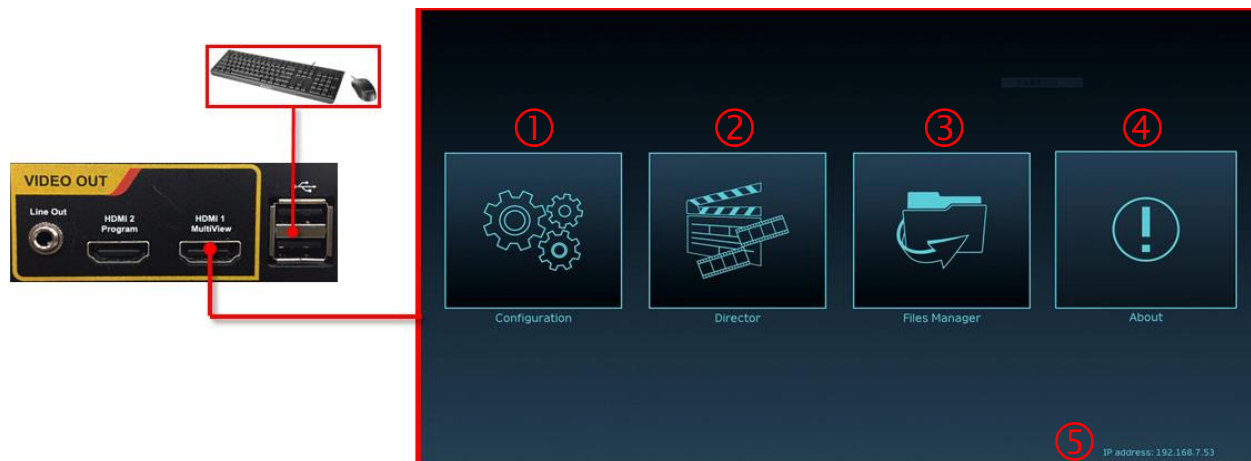 VIDEO OUT
Line Out
HDMI 2
Program
HDMI 1
MultiView
①
②
③
④
Configuration
Director
Files Manager
About
⑤
IP address: 192.168.7.53